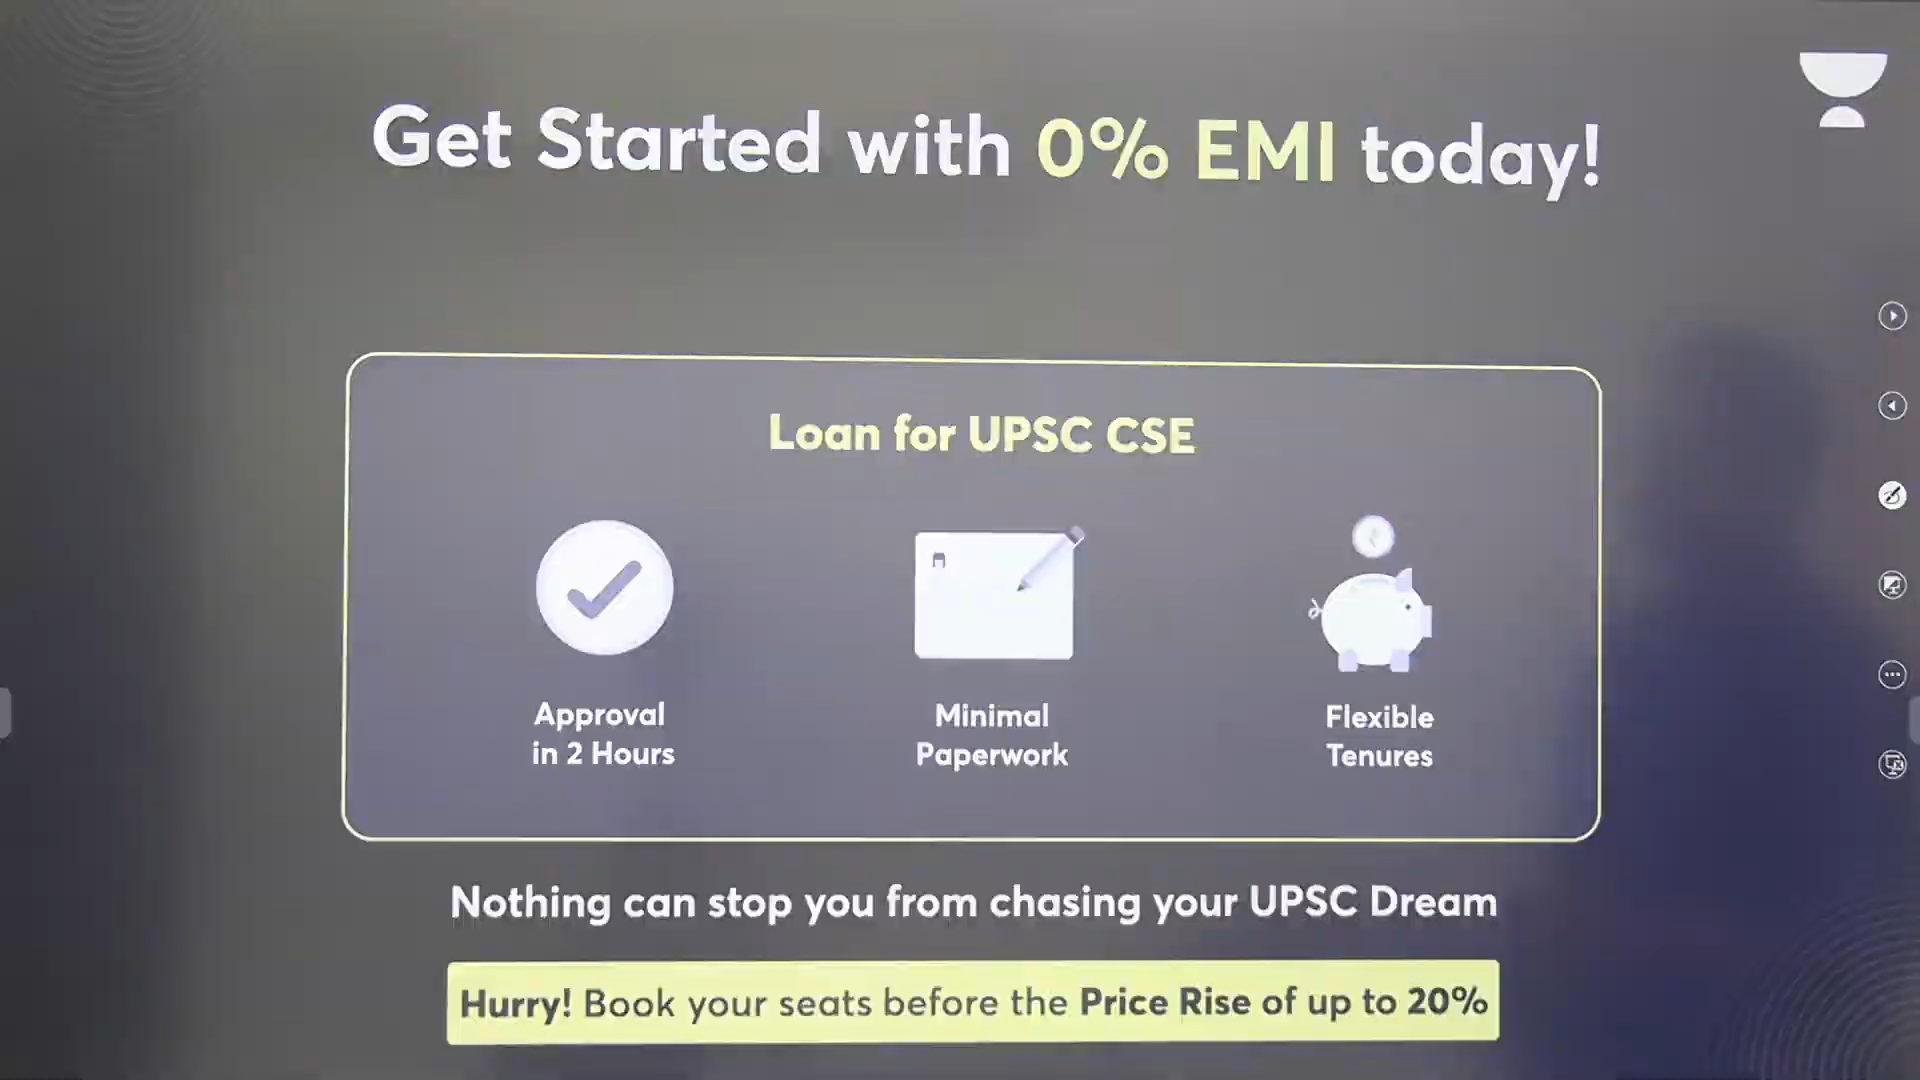 Get Started with 0% EMI today!
Loan for UPSC CSE
Approval
in 2 Hours
Minimal
Paperwork
Flexible
Tenures
Nothing can stop you from chasing your UPSC Dream
Hurry! Book your seats before the Price Rise of up to 20%